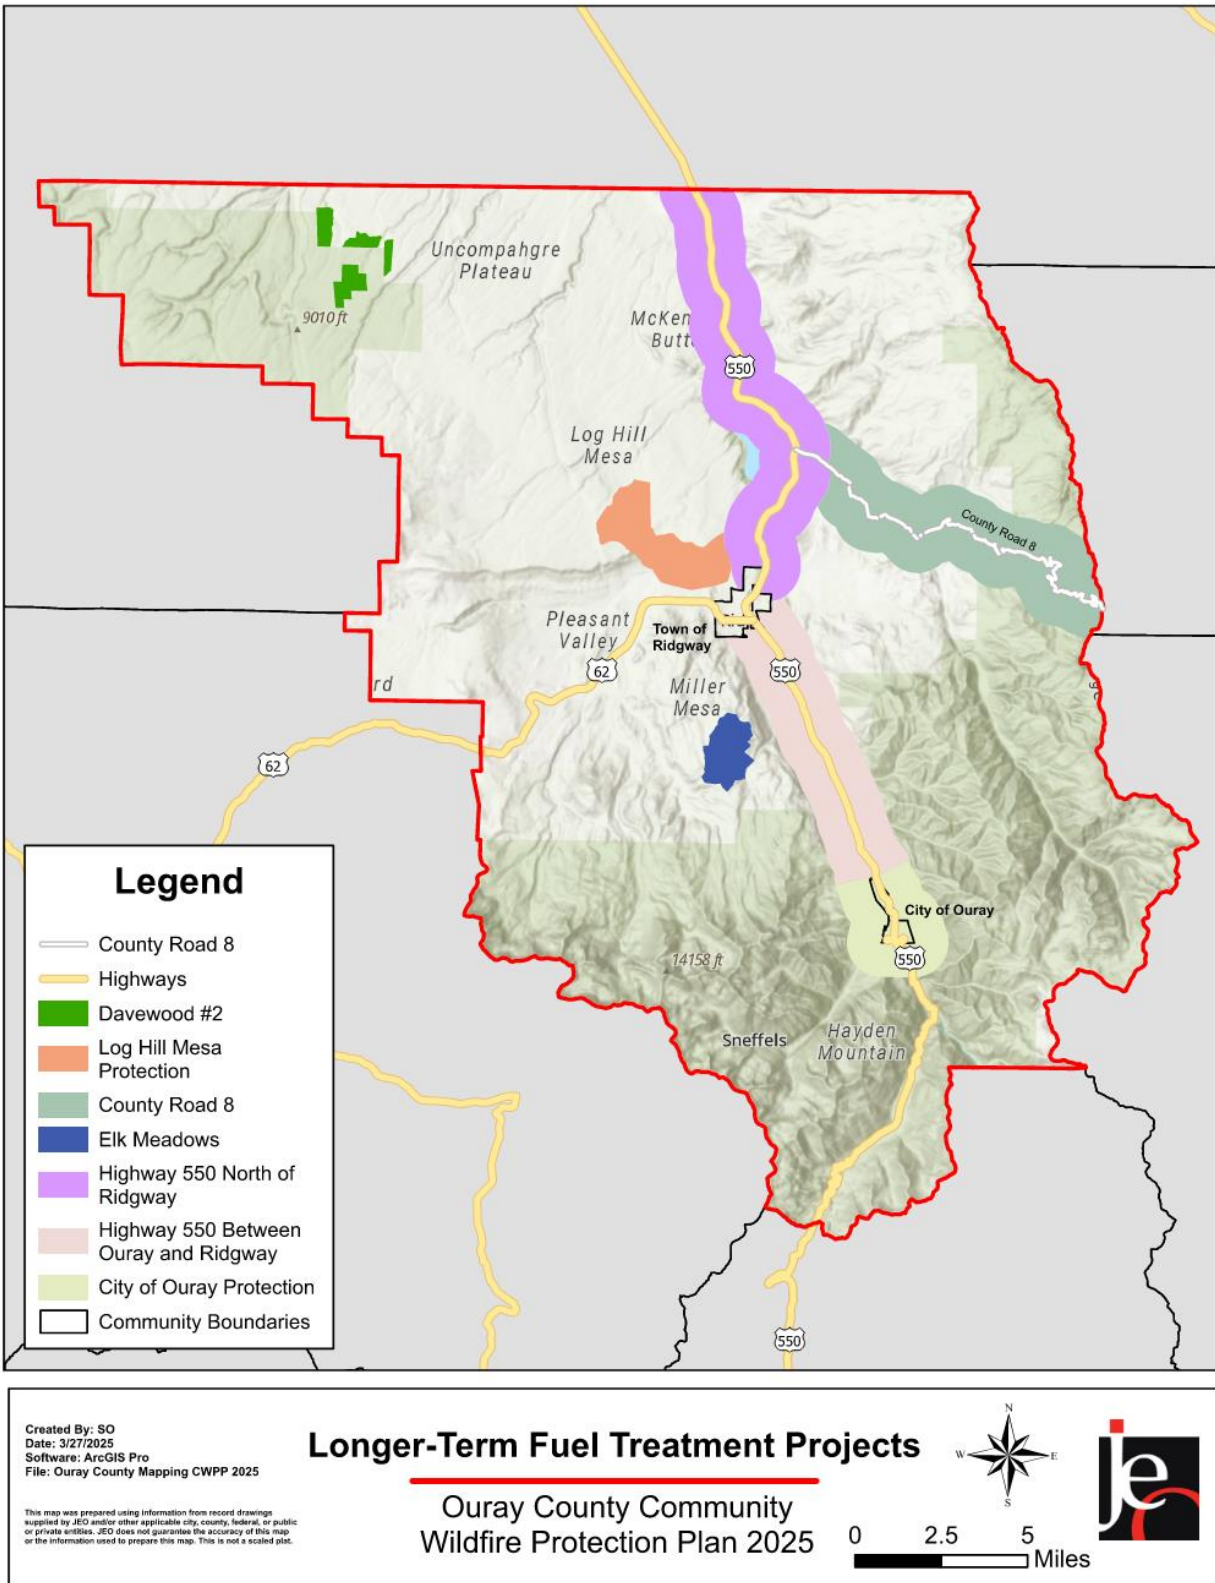 Uncompahgre
Plateau
9010 ft
McKen
Butt
550
Log Hill
Mesa
County Road 8
Pleasant
Valley
Town of
Ridgway
62
550
rd
Miller
Mesa
62
City of Ouray
550
14158 ft
Sneffels
Hayden
Mountain
550
Legend
County Road 8
Highways
Davewood #2
Log Hill Mesa
Protection
County Road 8
Elk Meadows
Highway 550 North of
Ridgway
Highway 550 Between
Ouray and Ridgway
City of Ouray Protection
Community Boundaries
Created By: SO
Date: 3/27/2025
Software: ArcGIS Pro
File: Ouray County Mapping CWPP 2025
This map was prepared using information from record drawings
supplied by JEO and/or other applicable city, county, federal, or public
or private entities. JEO does not guarantee the accuracy of this map
or the information used to prepare this map. This is not a scaled plat.
Longer-Term Fuel Treatment Projects
Ouray County Community
Wildfire Protection Plan 2025
N
W E
S
0 2.5 5
Miles
jeo